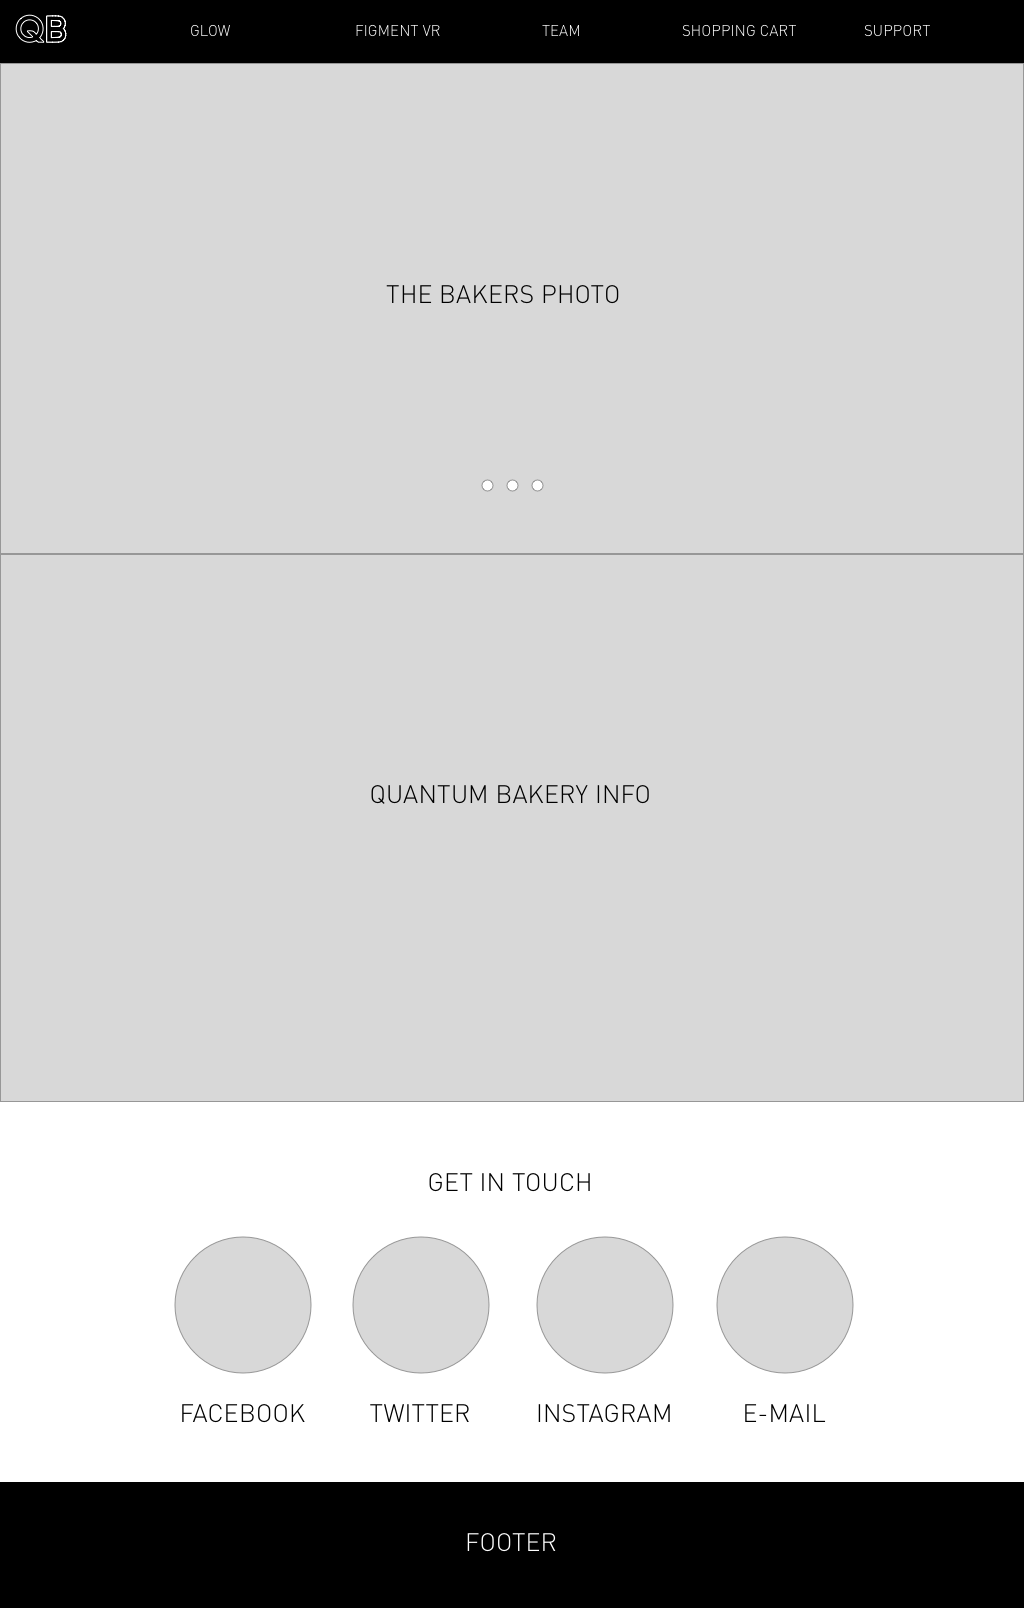 QB GLOW FIGMENT VR TEAM SHOPPING CART SUPPORT
THE BAKERS PHOTO
QUANTUM BAKERY INFO
GET IN TOUCH
FACEBOOK TWITTER INSTAGRAM E-MAIL
FOOTER